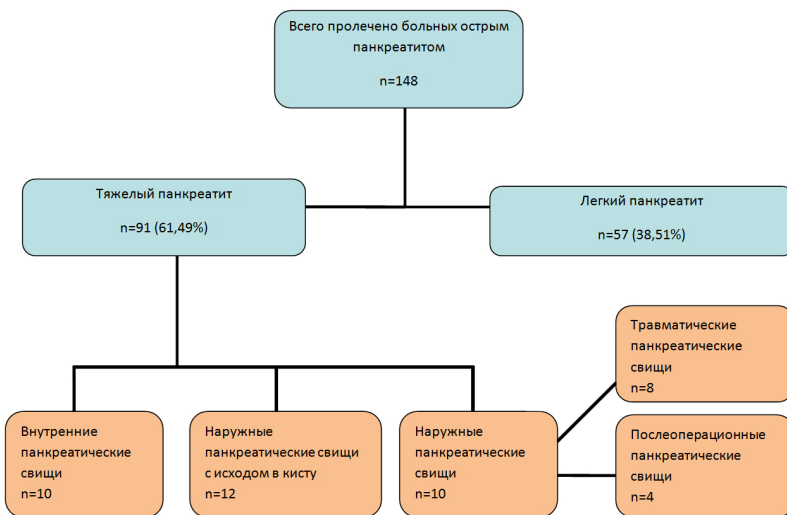 Всего пролечено больных острым
панкреатитом
n=148
Тяжелый панкреатит
n=91 (61,49%)
Легкий панкреатит
n=57 (38,51%)
Травматические
панкреатические
свищи
n=8
Внутренние
панкреатические
свищи
n=10
Наружные
панкреатические свищи
с исходом в кисту
n=12
Наружные
панкреатические
свищи
n=10
Послеоперационные
панкреатические
свищи
n=4